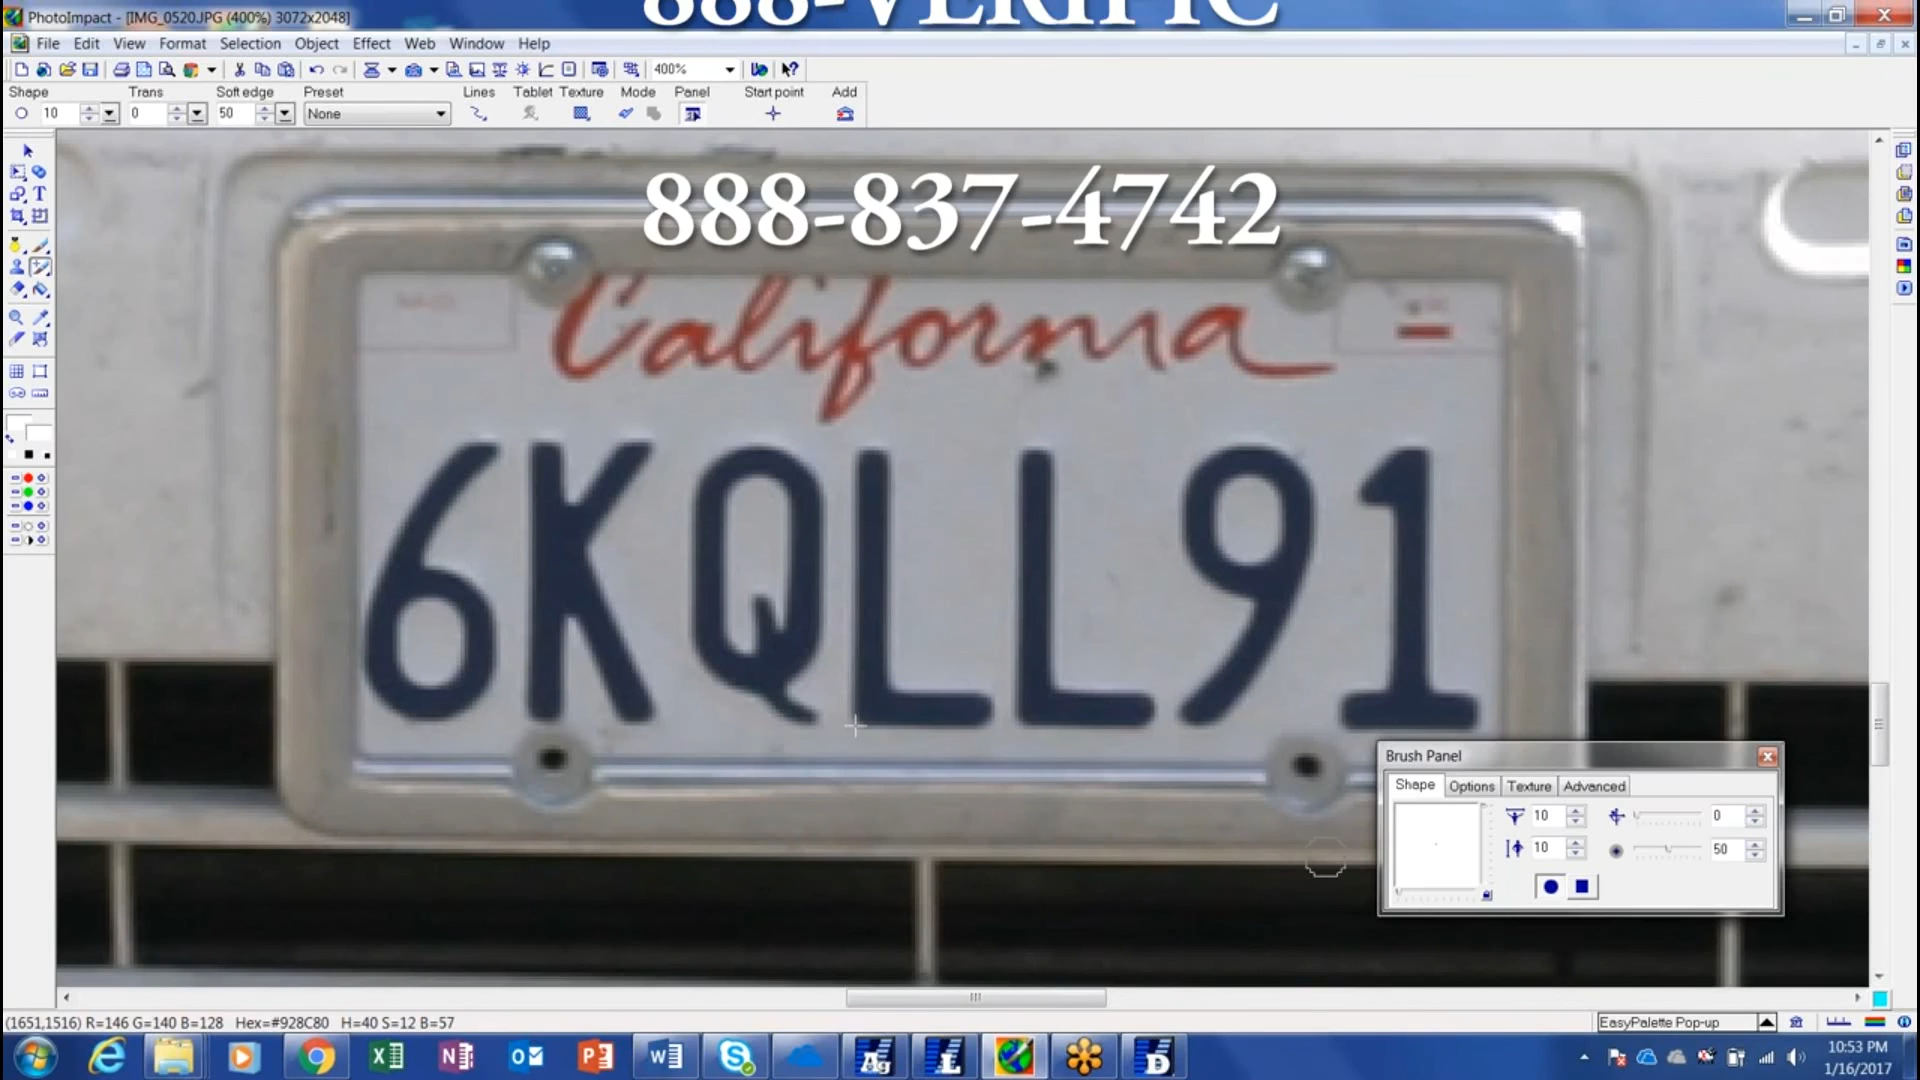 PhotoImpact - [IMG_0520.JPG (400%) 3072x2048]
888-VERIFIC
File Edit View Format Selection Object Effect Web Window Help
400%
Shape Trans Soft edge Preset Lines Tablet Texture Mode Panel Start point Add
10 0 50 None
888-837-4742
California
6KQLL91
Brush Panel
Shape Options Texture Advanced
10 0
10 50
(1651,1516) R=146 G=140 B=128 Hex=#928C80 H=40 S=12 B=57
EasyPalette Pop-up
10:53 PM
1/16/2017